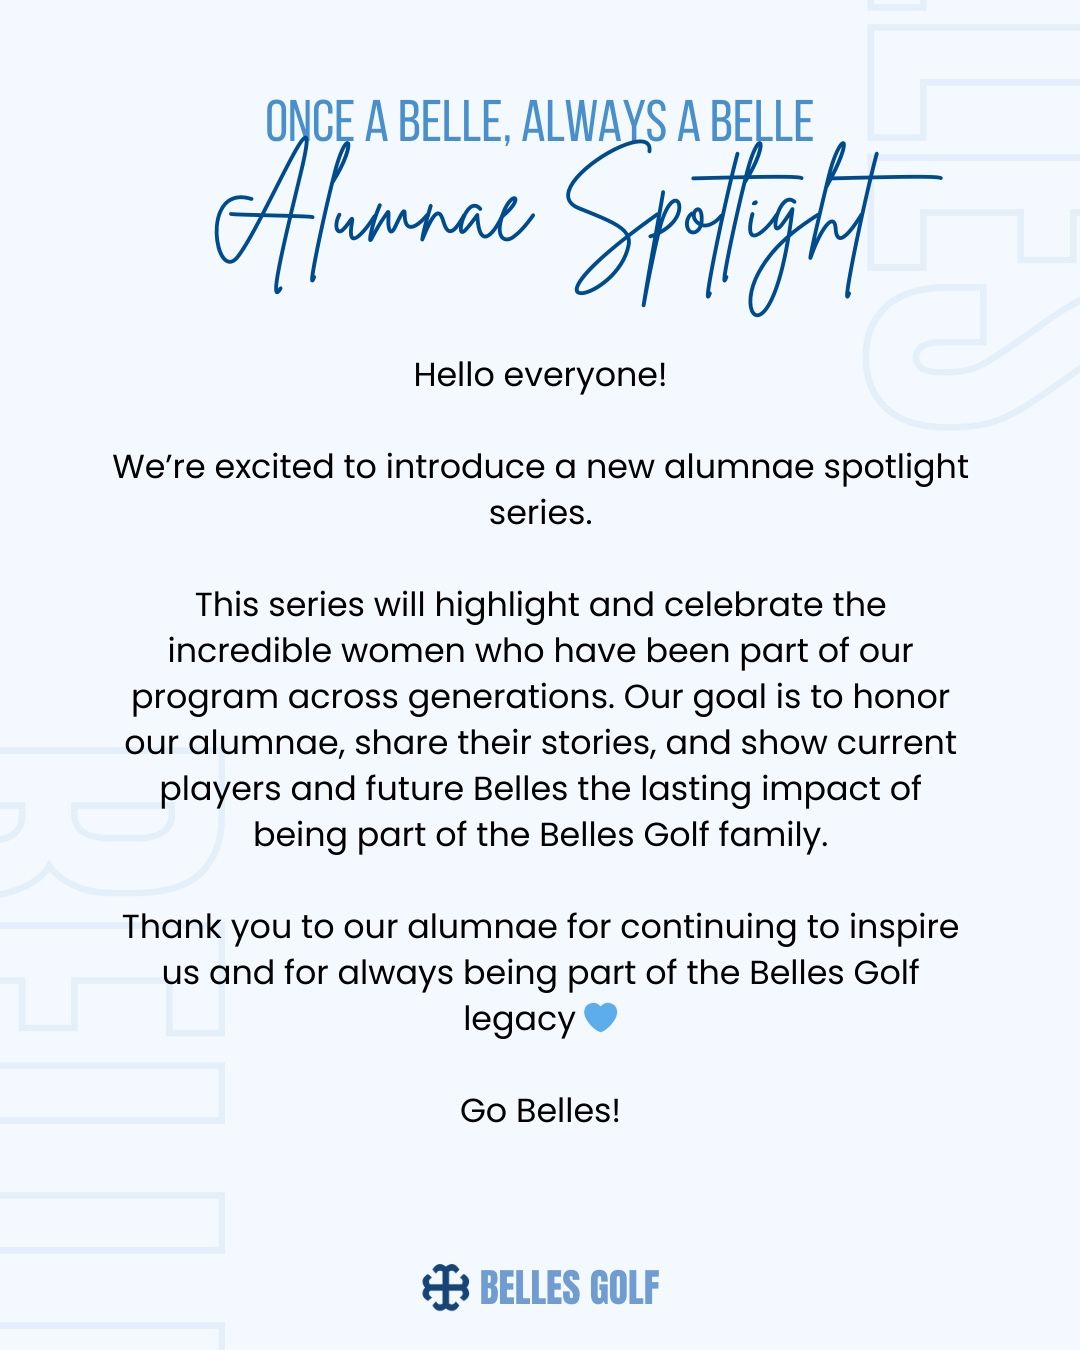 ONCE A BELLE, ALWAYS A BELLE
Alumnae Spotlight
Hello everyone!
We’re excited to introduce a new alumnae spotlight
series.
This series will highlight and celebrate the
incredible women who have been part of our
program across generations. Our goal is to honor
our alumnae, share their stories, and show current
players and future Belles the lasting impact of
being part of the Belles Golf family.
Thank you to our alumnae for continuing to inspire
us and for always being part of the Belles Golf
legacy 💙
Go Belles!
BELLES GOLF